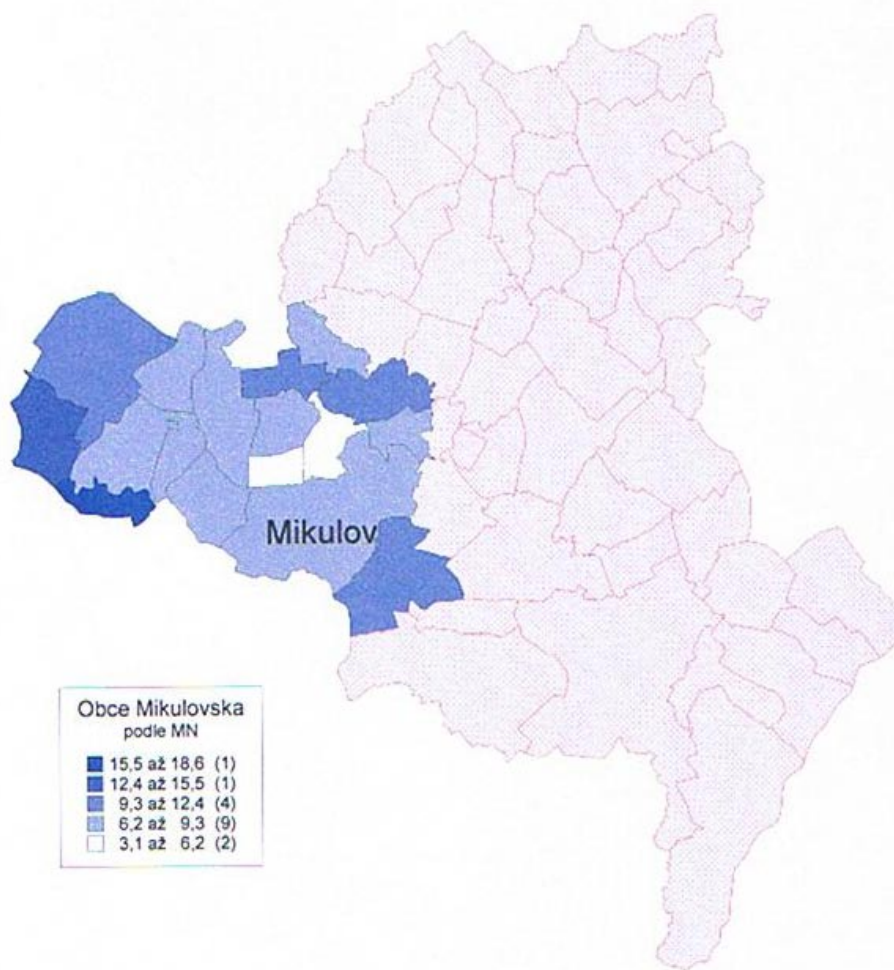 Mikulov
Obce Mikulovska
podle MN
15,5 až 18,6 (1)
12,4 až 15,5 (1)
9,3 až 12,4 (4)
6,2 až 9,3 (9)
3,1 až 6,2 (2)